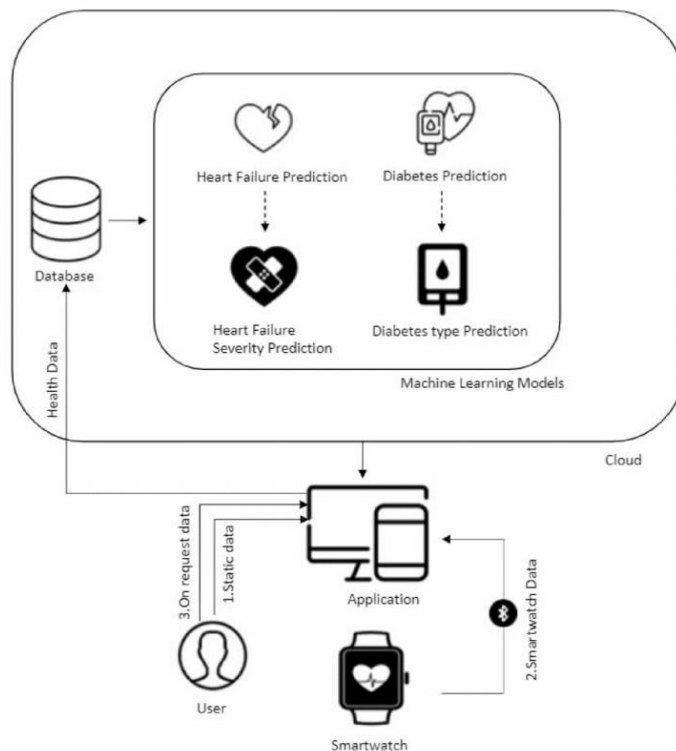 Heart Failure Prediction
Diabetes Prediction
Database
Heart Failure
Severity Prediction
Diabetes type Prediction
Machine Learning Models
Health Data
Cloud
3.On request data
1.Static data
Application
2.Smartwatch Data
User
Smartwatch